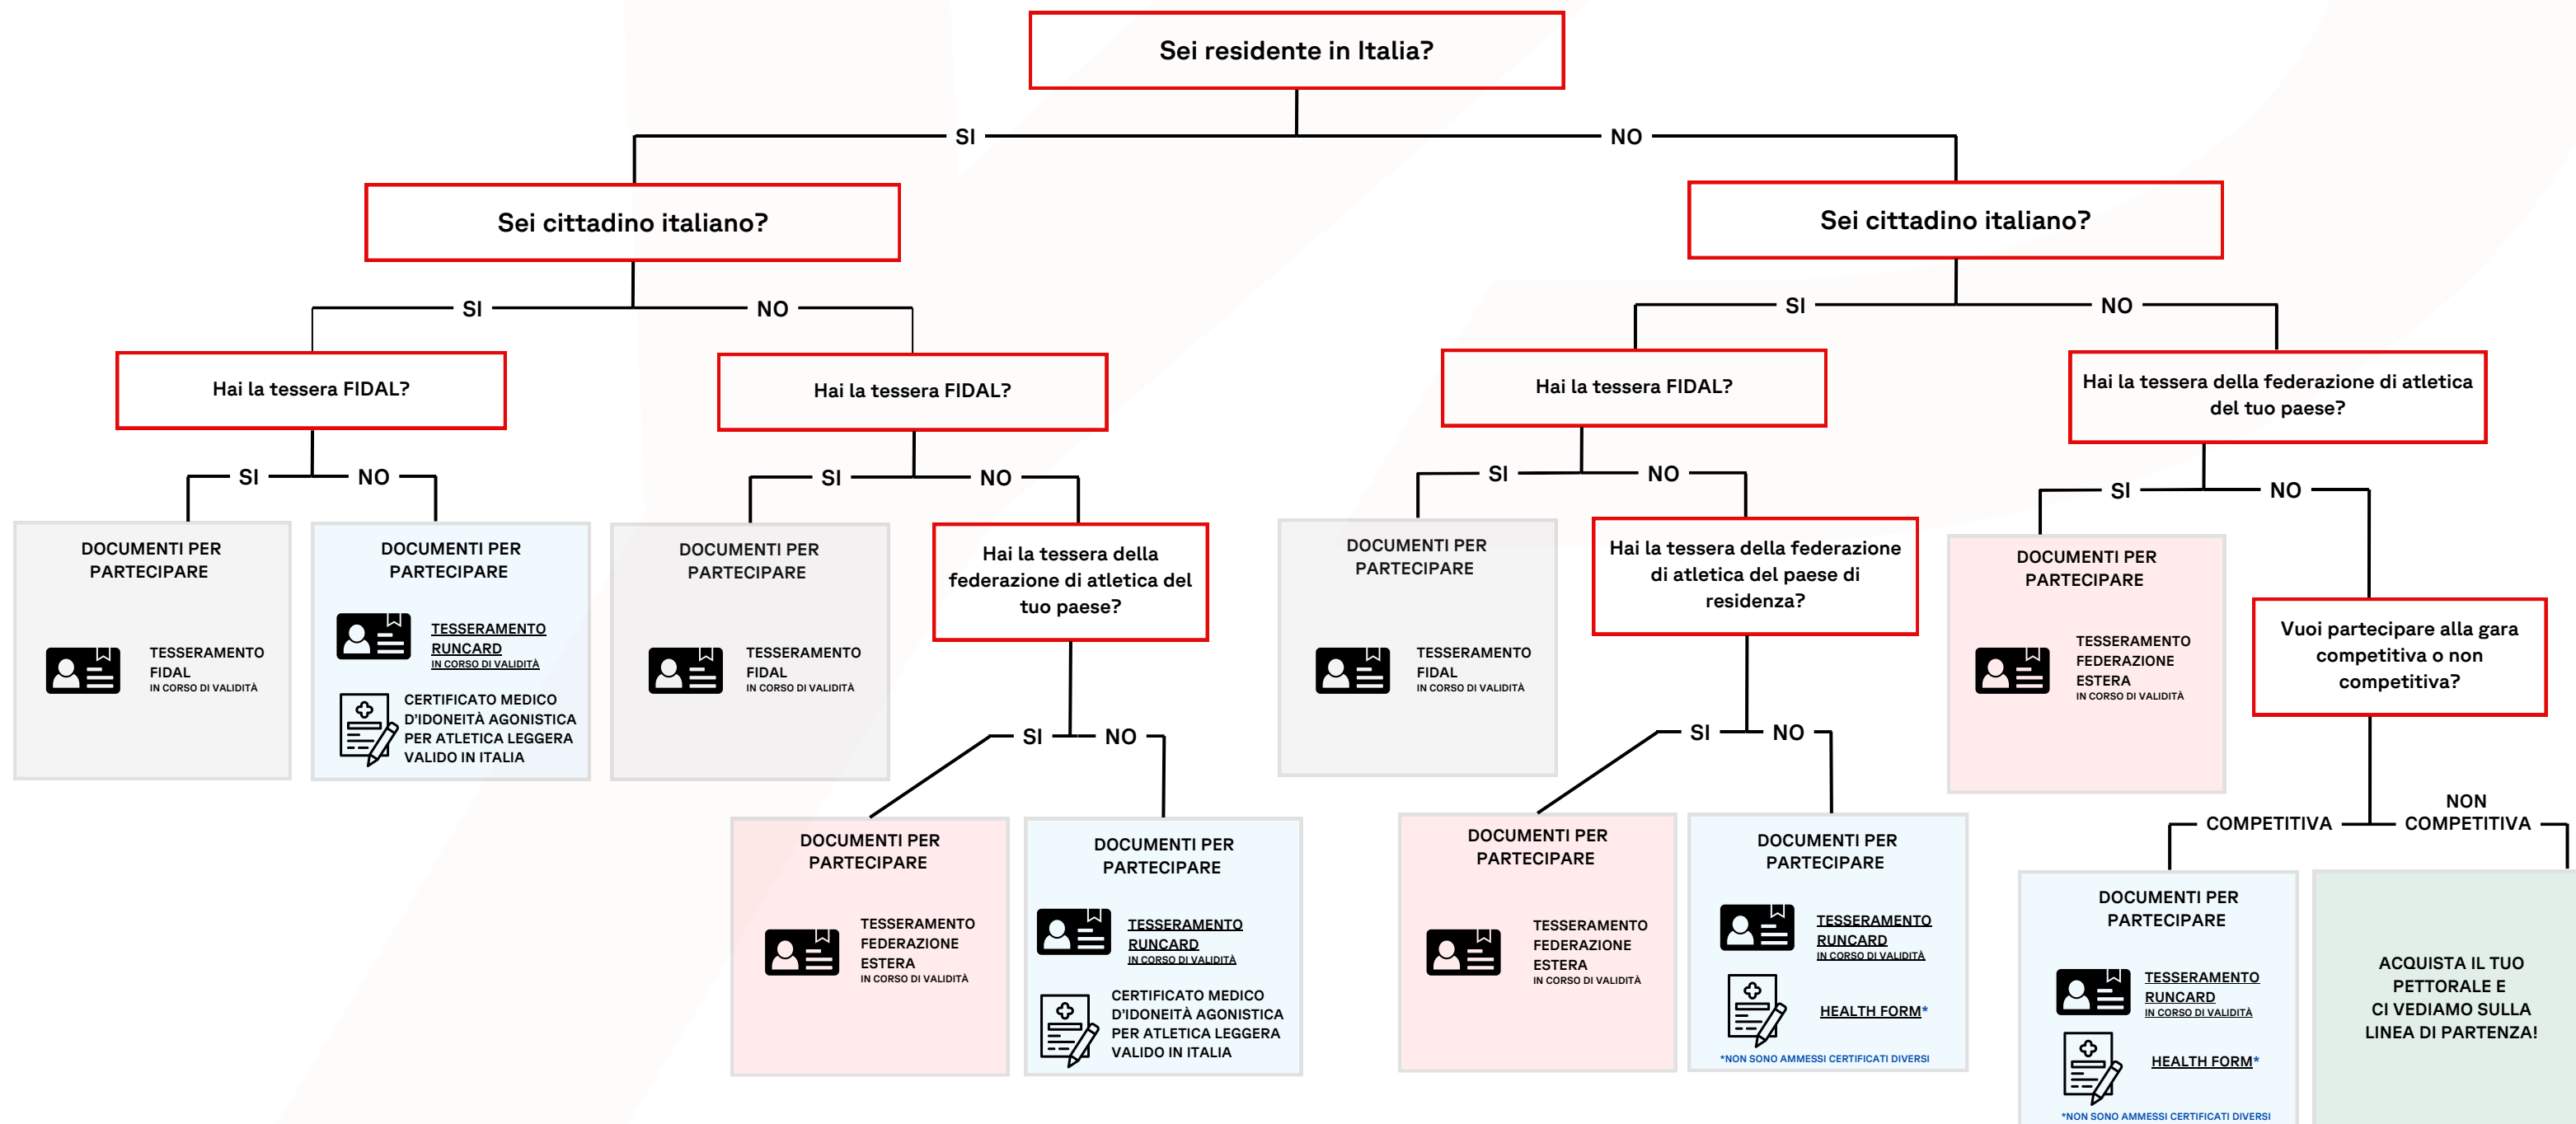 Sei residente in Italia?
SI
NO
Sei cittadino italiano?
Sei cittadino italiano?
SI
NO
SI
NO
Hai la tessera FIDAL?
Hai la tessera FIDAL?
Hai la tessera FIDAL?
Hai la tessera della federazione di atletica
del tuo paese?
SI
NO
SI
NO
SI
NO
SI
NO
DOCUMENTI PER
PARTECIPARE
TESSERAMENTO
FIDAL
IN CORSO DI VALIDITÀ
DOCUMENTI PER
PARTECIPARE
TESSERAMENTO
RUNCARD
IN CORSO DI VALIDITÀ
CERTIFICATO MEDICO
D'IDONEITÀ AGONISTICA
PER ATLETICA LEGGERA
VALIDO IN ITALIA
DOCUMENTI PER
PARTECIPARE
TESSERAMENTO
FIDAL
IN CORSO DI VALIDITÀ
Hai la tessera della
federazione di atletica del
tuo paese?
DOCUMENTI PER
PARTECIPARE
TESSERAMENTO
FIDAL
IN CORSO DI VALIDITÀ
Hai la tessera della federazione
di atletica del paese di
residenza?
DOCUMENTI PER
PARTECIPARE
TESSERAMENTO
FEDERAZIONE
ESTERA
IN CORSO DI VALIDITÀ
Vuoi partecipare alla gara
competitiva o non
competitiva?
SI
NO
SI
NO
COMPETITIVA
NON
COMPETITIVA
DOCUMENTI PER
PARTECIPARE
TESSERAMENTO
FEDERAZIONE
ESTERA
IN CORSO DI VALIDITÀ
DOCUMENTI PER
PARTECIPARE
TESSERAMENTO
RUNCARD
IN CORSO DI VALIDITÀ
CERTIFICATO MEDICO
D'IDONEITÀ AGONISTICA
PER ATLETICA LEGGERA
VALIDO IN ITALIA
DOCUMENTI PER
PARTECIPARE
TESSERAMENTO
FEDERAZIONE
ESTERA
IN CORSO DI VALIDITÀ
DOCUMENTI PER
PARTECIPARE
TESSERAMENTO
RUNCARD
IN CORSO DI VALIDITÀ
HEALTH FORM*
*NON SONO AMMESSI CERTIFICATI DIVERSI
DOCUMENTI PER
PARTECIPARE
TESSERAMENTO
RUNCARD
IN CORSO DI VALIDITÀ
HEALTH FORM*
*NON SONO AMMESSI CERTIFICATI DIVERSI
ACQUISTA IL TUO
PETTORALE E
CI VEDIAMO SULLA
LINEA DI PARTENZA!